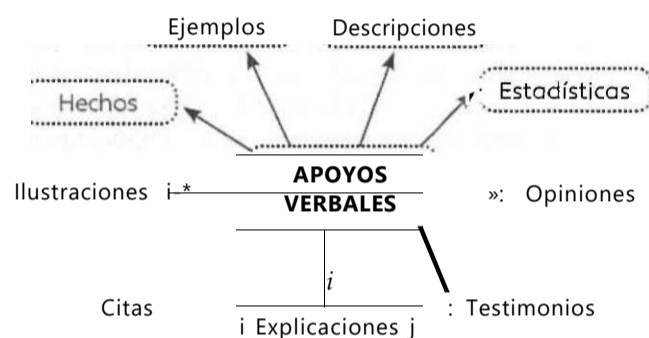 Ejemplos Descripciones
Hechos Estadísticas
APOYOS
Ilustraciones i-* »: Opiniones
VERBALES
i
Citas : Testimonios
i Explicaciones j